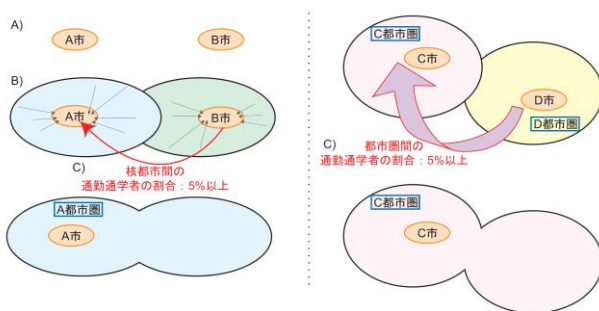 A)
A市
B市
B)
A市
B市
C)
核都市間の
通勤通学者の割合：5%以上
A都市圏
A市
C都市圏
C市
D市
D都市圏
C)
都市圏間の
通勤通学者の割合：5%以上
C都市圏
C市